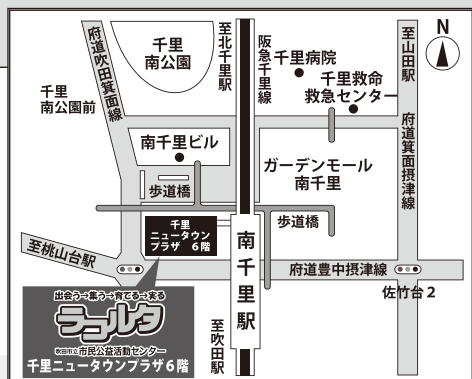 府道吹田箕面線
千里
南公園
至北千里駅
阪急千里線
千里病院
千里救命
救急センター
至山田駅
N
千里
南公園前
南千里ビル
ガーデンモール
南千里
府道箕面摂津線
歩道橋
千里
ニュータウン
プラザ 6階
歩道橋
至桃山台駅
南千里駅
府道豊中摂津線
佐竹台2
出会う→集う→育てる→実る
ラコルタ
吹田市立市民公益活動センター
千里ニュータウンプラザ6階
至吹田駅